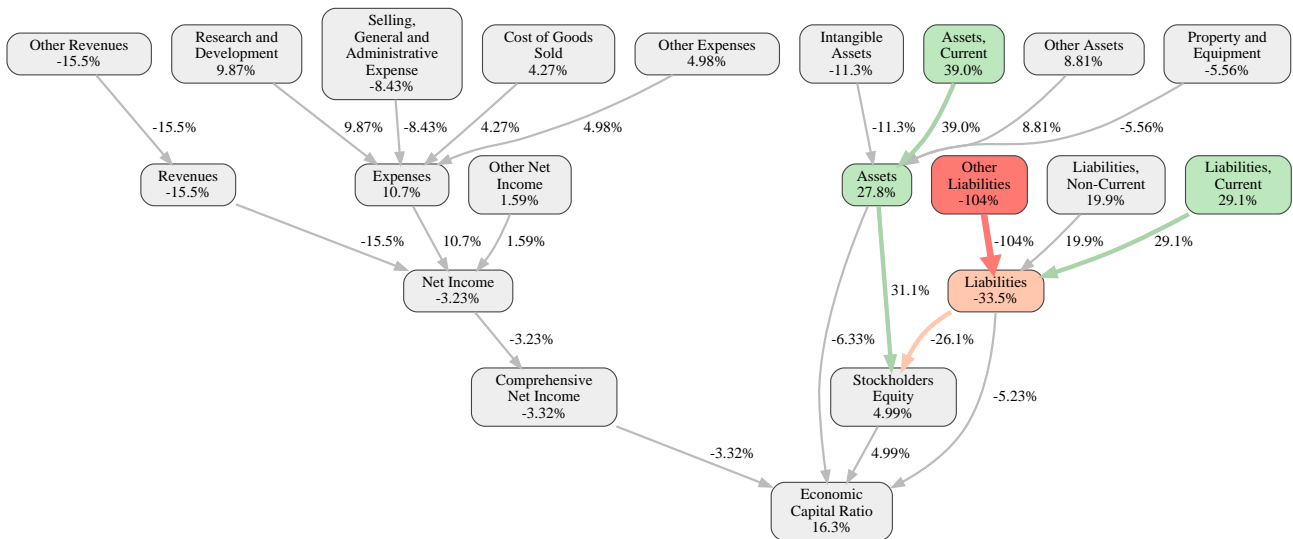 Other Revenues
-15.5%
Research and
Development
9.87%
Selling,
General and
Administrative
Expense
-8.43%
Cost of Goods
Sold
4.27%
Other Expenses
4.98%
Intangible
Assets
-11.3%
Assets,
Current
39.0%
Other Assets
8.81%
Property and
Equipment
-5.56%
-15.5%
9.87%
-8.43%
4.27%
4.98%
-11.3%
39.0%
8.81%
-5.56%
Revenues
-15.5%
Expenses
10.7%
Other Net
Income
1.59%
Assets
27.8%
Other
Liabilities
-104%
Liabilities,
Non-Current
19.9%
Liabilities,
Current
29.1%
-15.5%
10.7%
1.59%
-104%
19.9%
29.1%
Net Income
-3.23%
31.1%
Liabilities
-33.5%
-3.23%
-6.33%
-26.1%
Comprehensive
Net Income
-3.32%
Stockholders
Equity
4.99%
-5.23%
-3.32%
4.99%
Economic
Capital Ratio
16.3%